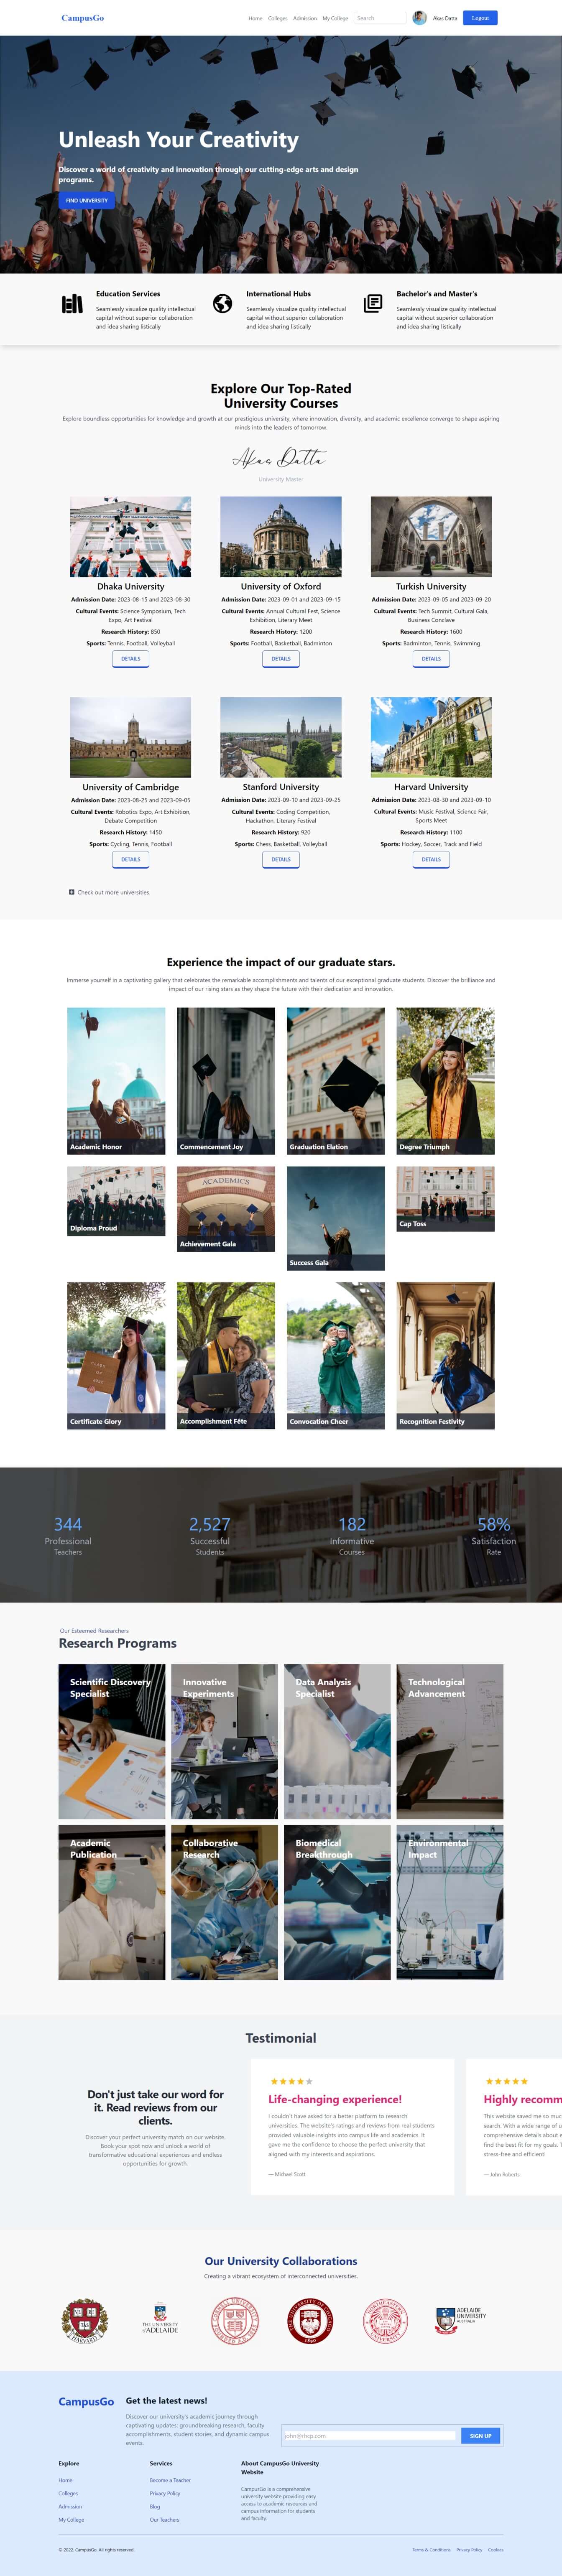 CampusGo
Home Colleges Admission My College Search Akas Datta Logout
Unleash Your Creativity
Discover a world of creativity and innovation through our cutting-edge arts and design
programs.
FIND UNIVERSITY
Education Services
Seamlessly visualize quality intellectual
capital without superior collaboration
and idea sharing listically
International Hubs
Seamlessly visualize quality intellectual
capital without superior collaboration
and idea sharing listically
Bachelor's and Master's
Seamlessly visualize quality intellectual
capital without superior collaboration
and idea sharing listically
Explore Our Top-Rated
University Courses
Explore boundless opportunities for knowledge and growth at our prestigious university, where innovation, diversity, and academic excellence converge to shape aspiring
minds into the leaders of tomorrow.
Akas Datta
University Master
Dhaka University
Admission Date: 2023-08-15 and 2023-08-30
Cultural Events: Science Symposium, Tech
Expo, Art Festival
Research History: 850
Sports: Tennis, Football, Volleyball
DETAILS
University of Oxford
Admission Date: 2023-09-01 and 2023-09-15
Cultural Events: Annual Cultural Fest, Science
Exhibition, Literary Meet
Research History: 1200
Sports: Football, Basketball, Badminton
DETAILS
Turkish University
Admission Date: 2023-09-05 and 2023-09-20
Cultural Events: Tech Summit, Cultural Gala,
Business Conclave
Research History: 1600
Sports: Badminton, Tennis, Swimming
DETAILS
University of Cambridge
Admission Date: 2023-08-25 and 2023-09-05
Cultural Events: Robotics Expo, Art Exhibition,
Debate Competition
Research History: 1450
Sports: Cycling, Tennis, Football
DETAILS
Stanford University
Admission Date: 2023-09-10 and 2023-09-25
Cultural Events: Coding Competition,
Hackathon, Literary Festival
Research History: 920
Sports: Chess, Basketball, Volleyball
DETAILS
Harvard University
Admission Date: 2023-08-30 and 2023-09-10
Cultural Events: Music Festival, Science Fair,
Sports Meet
Research History: 1100
Sports: Hockey, Soccer, Track and Field
DETAILS
Check out more universities.
Experience the impact of our graduate stars.
Immerse yourself in a captivating gallery that celebrates the remarkable accomplishments and talents of our exceptional graduate students. Discover the brilliance and
impact of our rising stars as they shape the future with their dedication and innovation.
Academic Honor
Commencement Joy
Graduation Elation
Degree Triumph
Diploma Proud
ACADEMICS
Achievement Gala
Success Gala
Cap Toss
CLASS
OF
Certificate Glory
Accomplishment Fête
Convocation Cheer
Recognition Festivity
344
Professional
Teachers
2,527
Successful
Students
182
Informative
Courses
58%
Satisfaction
Rate
Our Esteemed Researchers
Research Programs
Scientific Discovery
Specialist
Innovative
Experiments
Data Analysis
Specialist
Technological
Advancement
Academic
Publication
Collaborative
Research
Biomedical
Breakthrough
Environmental
Impact
Testimonial
Don't just take our word for
it. Read reviews from our
clients.
Discover your perfect university match on our website.
Book your spot now and unlock a world of
transformative educational experiences and endless
opportunities for growth.
Life-changing experience!
I couldn't have asked for a better platform to research
universities. The website's ratings and reviews from real students
provided valuable insights into campus life and academics. It
gave me the confidence to choose the perfect university that
aligned with my interests and aspirations.
— Michael Scott
Highly recomm
This website saved me so muc
search. With a wide range of u
comprehensive details about e
find the best fit for my goals. T
stress-free and efficient!
— John Roberts
Our University Collaborations
Creating a vibrant ecosystem of interconnected universities.
HARVARD
THE UNIVERSITY
of ADELAIDE
1890
NORTHEASTERN
UNIVERSITY
ADELAIDE
UNIVERSITY
AUSTRALIA
CampusGo
Get the latest news!
Discover our university's academic journey through
captivating updates: groundbreaking research, faculty
accomplishments, student stories, and dynamic campus
events.
john@rhcp.com
SIGN UP
Explore
Home
Colleges
Admission
My College
Services
Become a Teacher
Privacy Policy
Blog
Our Teachers
About CampusGo University
Website
CampusGo is a comprehensive
university website providing easy
access to academic resources and
campus information for students
and faculty.
© 2022. CampusGo. All rights reserved.
Terms & Conditions Privacy Policy Cookies